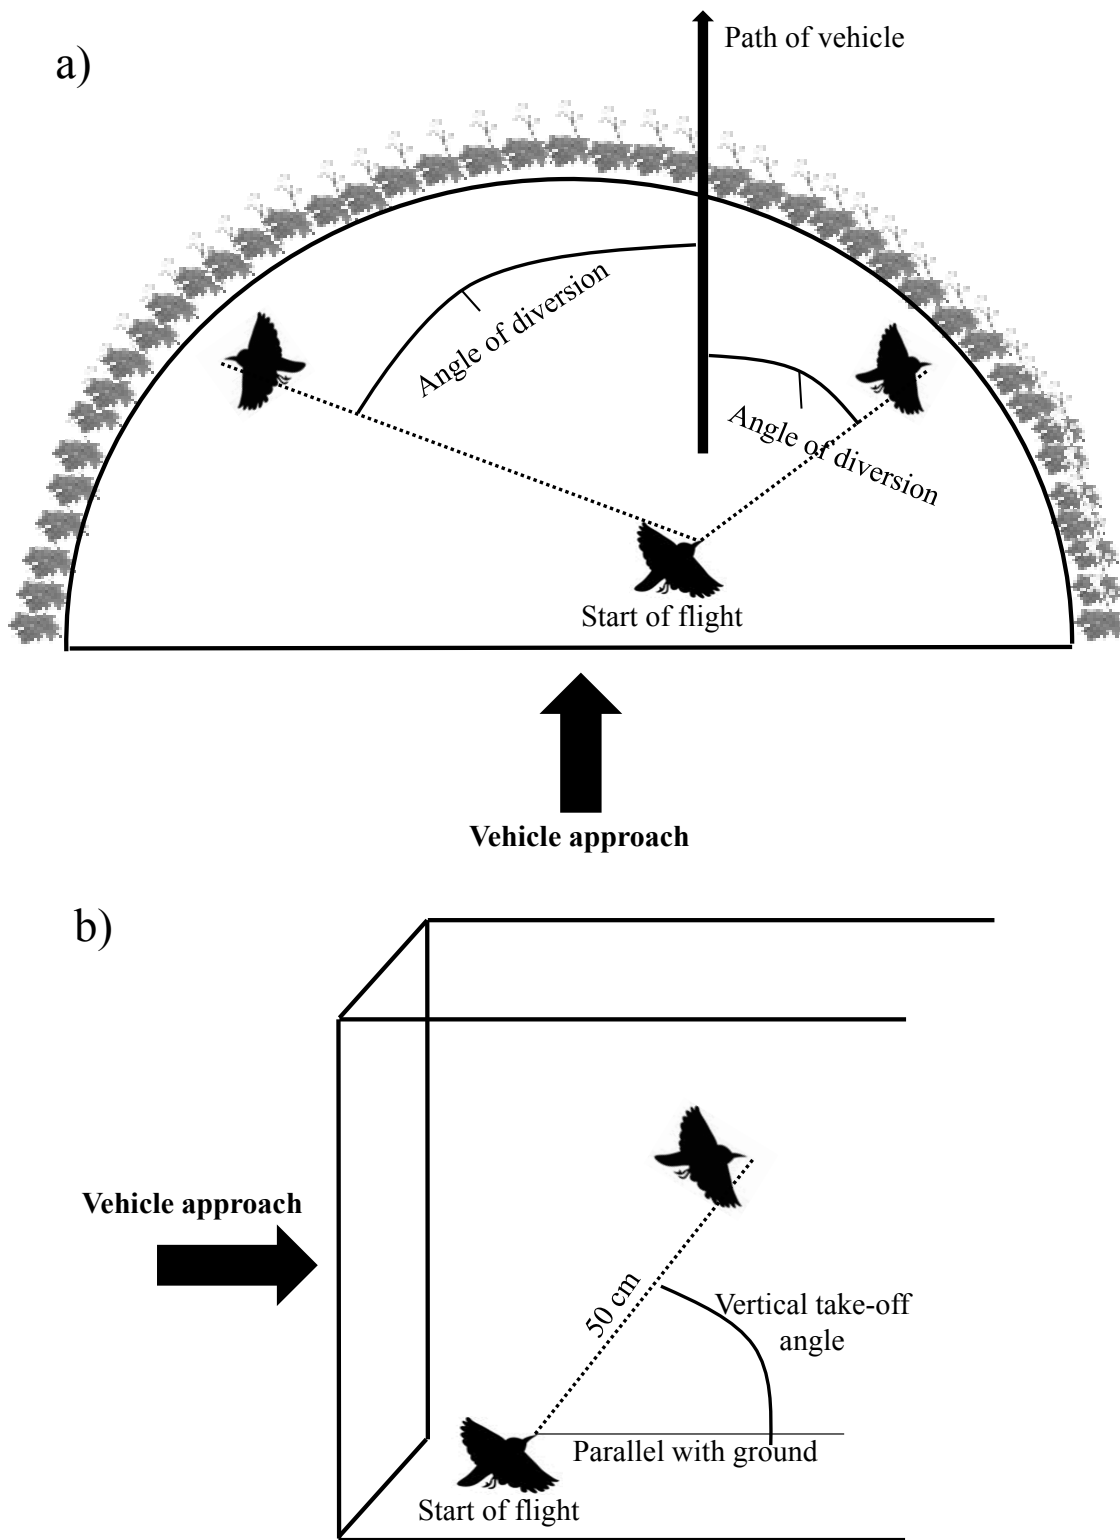 a)
Path of vehicle
Angle of diversion
Angle of diversion
Start of flight
Vehicle approach
b)
Vehicle approach
50 cm
Vertical take-off
angle
Parallel with ground
Start of flight